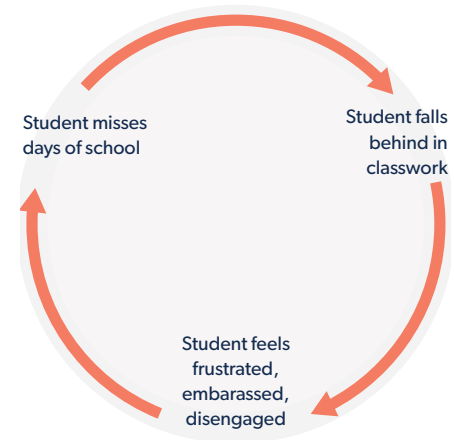 Student misses
days of school
Student falls
behind in
classwork
Student feels
frustrated,
embarassed,
disengaged